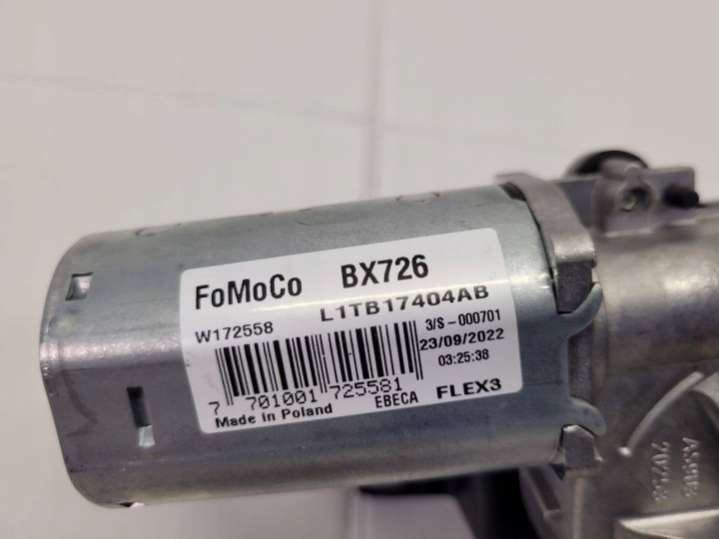 FoMoCo BX726
L1TB17404AB
W172558
3/S-000701
23/09/2022
03:25:38
7 701001 725581
EBECA FLEX3
Made in Poland